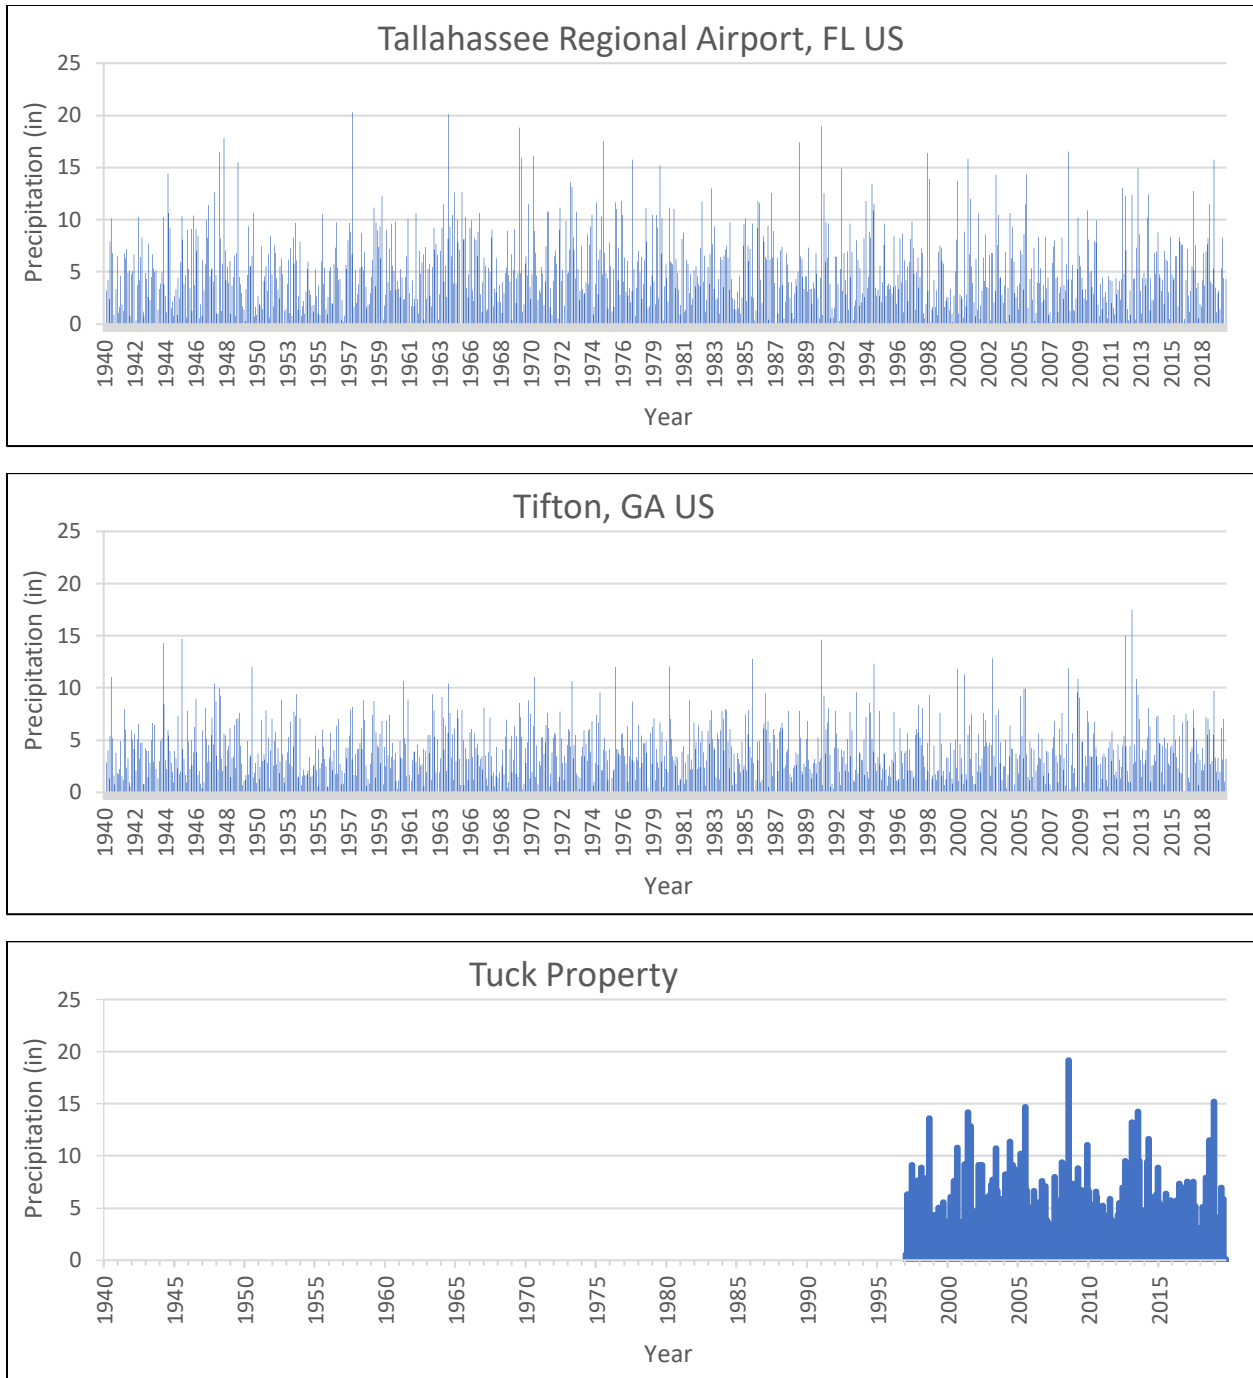 Tallahassee Regional Airport, FL US
Precipitation (in)
25
20
15
10
5
0
1940 1942 1944 1946 1948 1950 1953 1955 1957 1959 1961 1963 1966 1968 1970 1972 1974 1976 1979 1981 1983 1985 1987 1989 1992 1994 1996 1998 2000 2002 2005 2007 2009 2011 2013 2015 2018
Year
Tifton, GA US
Precipitation (in)
25
20
15
10
5
0
1940 1942 1944 1946 1948 1950 1953 1955 1957 1959 1961 1963 1966 1968 1970 1972 1974 1976 1979 1981 1983 1985 1987 1989 1992 1994 1996 1998 2000 2002 2005 2007 2009 2011 2013 2015 2018
Year
Tuck Property
Precipitation (in)
25
20
15
10
5
0
1940 1945 1950 1955 1960 1965 1970 1975 1980 1985 1990 1995 2000 2005 2010 2015
Year